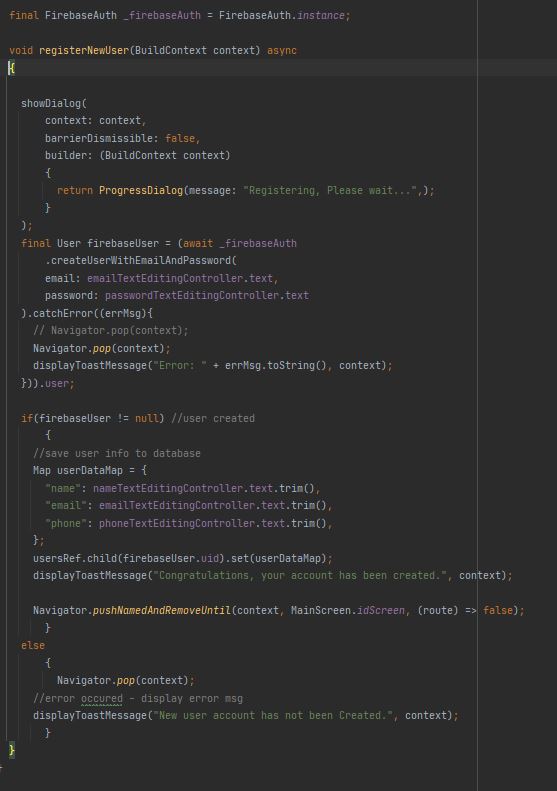 final FirebaseAuth _firebaseAuth = FirebaseAuth.instance;
void registerNewUser(BuildContext context) async
{
showDialog(
context: context,
barrierDismissible: false,
builder: (BuildContext context)
{
return ProgressDialog(message: "Registering, Please wait...",);
}
);
final User firebaseUser = (await _firebaseAuth
.createUserWithEmailAndPassword(
email: emailTextEditingController.text,
password: passwordTextEditingController.text
).catchError((errMsg){
// Navigator.pop(context);
Navigator.pop(context);
displayToastMessage("Error: " + errMsg.toString(), context);
})).user;
if(firebaseUser != null) //user created
{
//save user info to database
Map userDataMap = {
"name": nameTextEditingController.text.trim(),
"email": emailTextEditingController.text.trim(),
"phone": phoneTextEditingController.text.trim(),
};
usersRef.child(firebaseUser.uid).set(userDataMap);
displayToastMessage("Congratulations, your account has been created.", context);
Navigator.pushNamedAndRemoveUntil(context, MainScreen.idScreen, (route) => false);
}
else
{
Navigator.pop(context);
//error occured - display error msg
displayToastMessage("New user account has not been Created.", context);
}
}
}